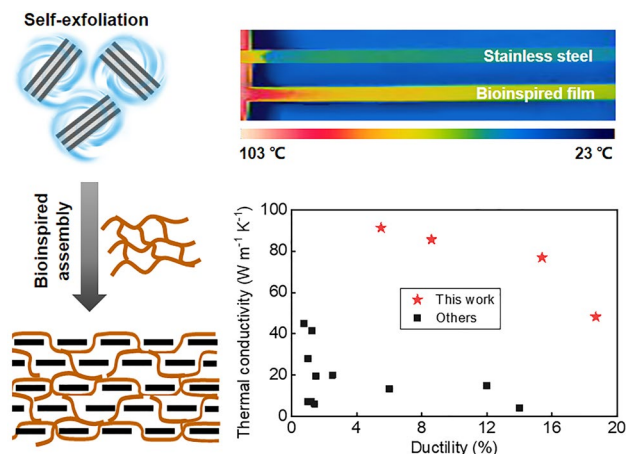 Self-exfoliation
Stainless steel
Bioinspired film
103 ℃
23 ℃
Bioinspired
assembly
Thermal conductivity (W m⁻¹ K⁻¹)
100
80
60
40
20
0
This work
Others
0
4
8
12
16
20
Ductility (%)